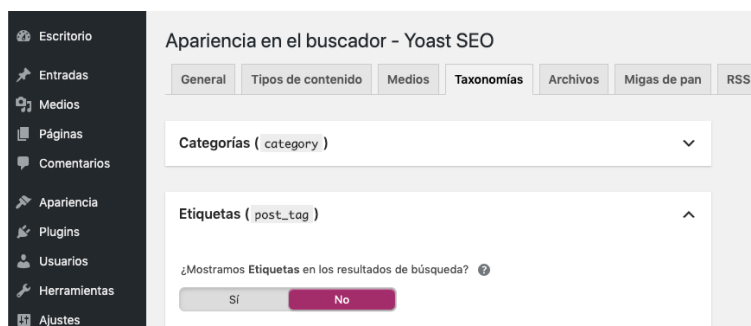 Escritorio
Entradas
Medios
Páginas
Comentarios
Apariencia
Plugins
Usuarios
Herramientas
Ajustes
Apariencia en el buscador - Yoast SEO
General Tipos de contenido Medios Taxonomías Archivos Migas de pan RSS
Categorías ( category )
Etiquetas ( post_tag )
¿Mostramos Etiquetas en los resultados de búsqueda? ?
Sí No